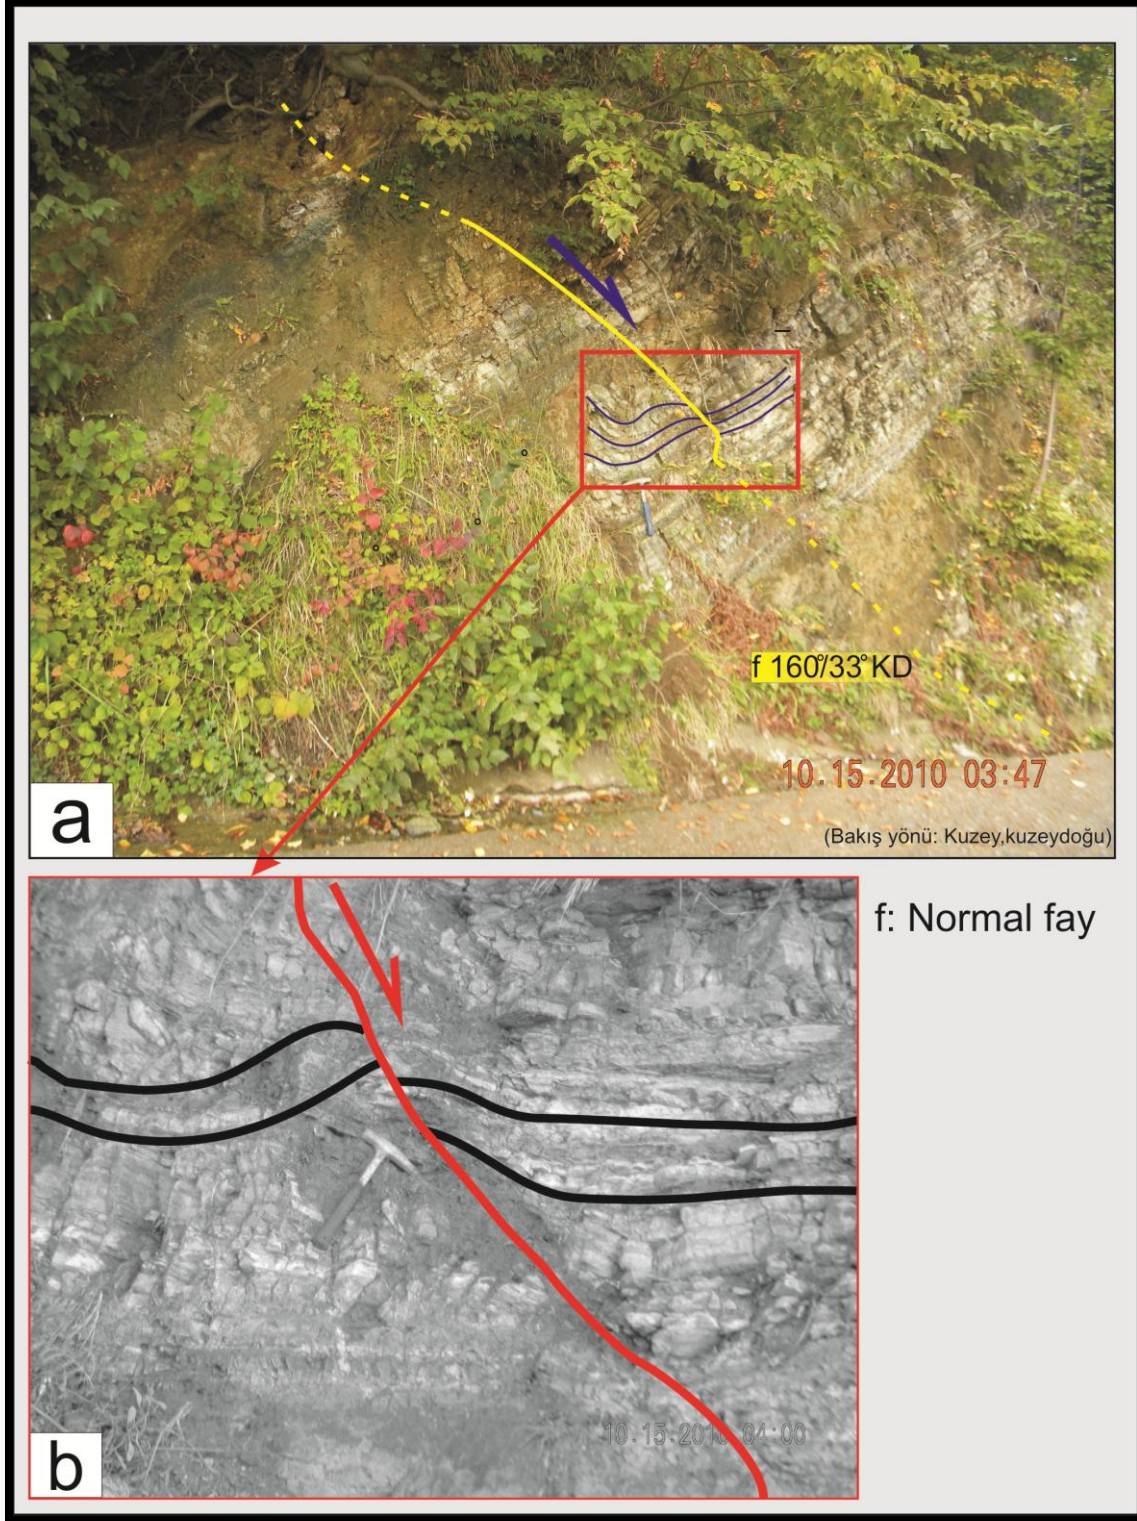 f 160°/33° KD
10.15.2010 03:47
a
(Bakış yönü: Kuzey,kuzeydoğu)
f: Normal fay
10.15.2010 04:00
b